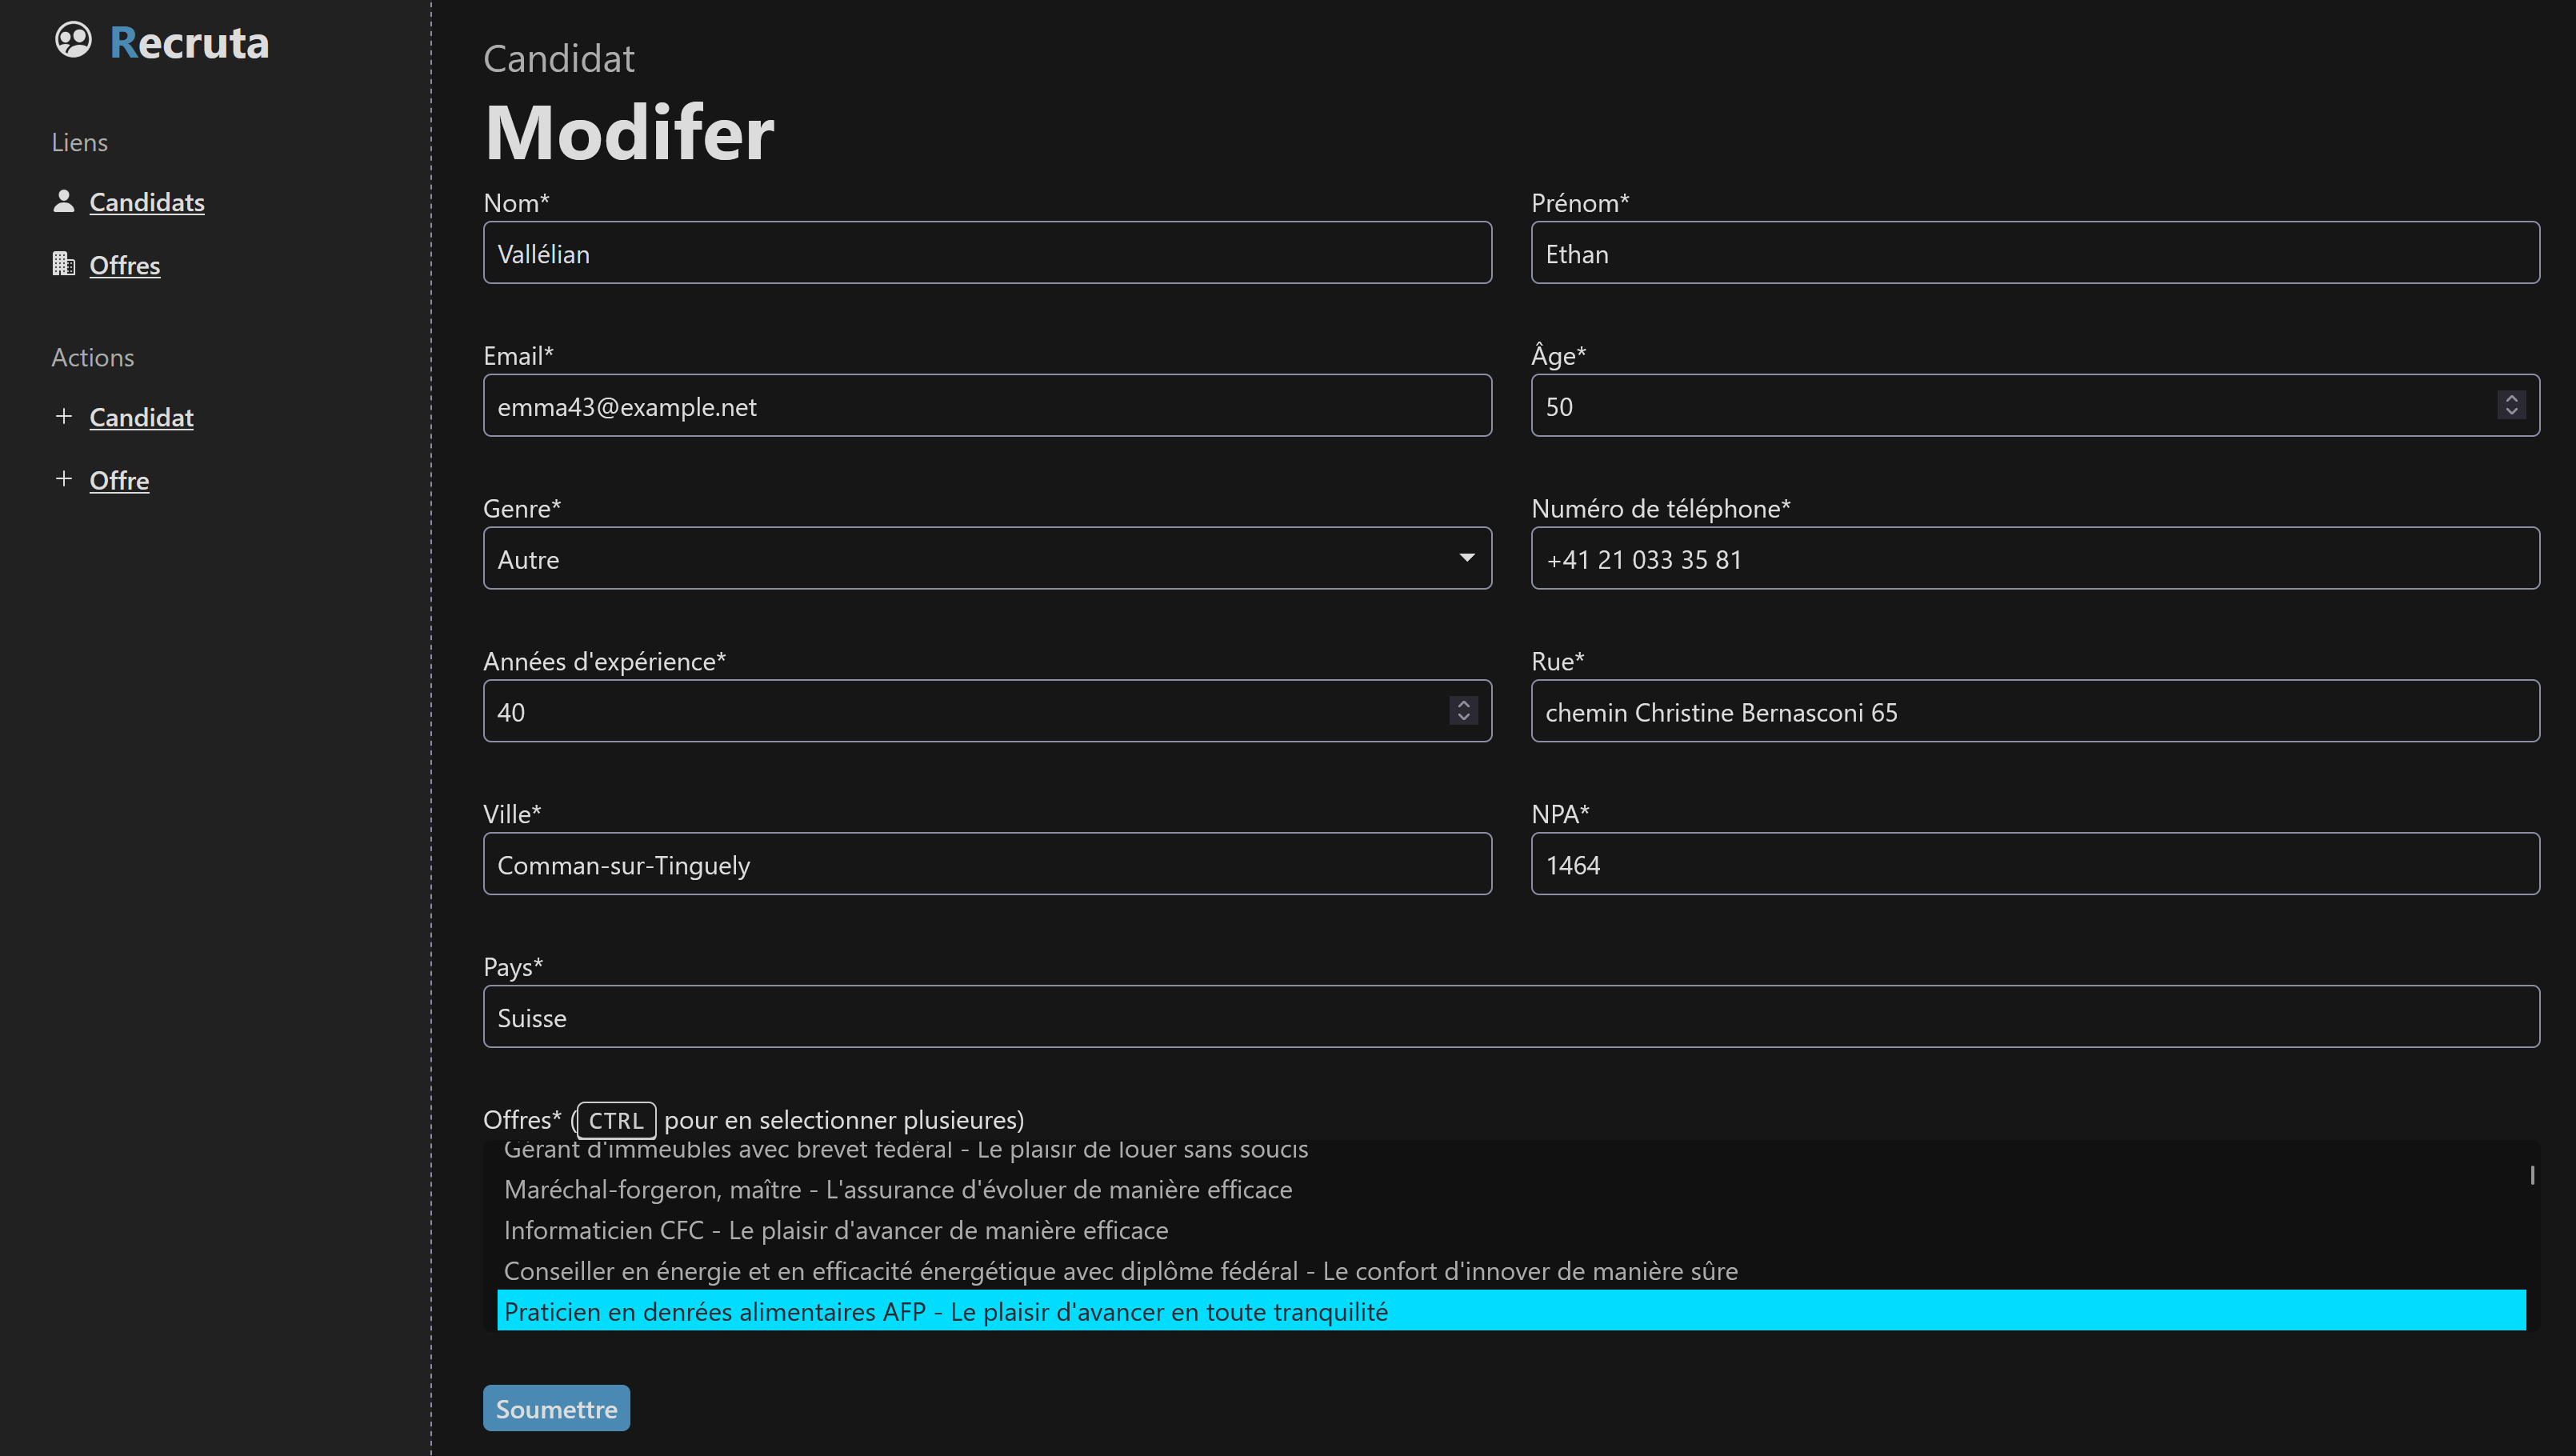 Recruta
Liens
Candidats
Offres
Actions
+ Candidat
+ Offre
Candidat
Modifer
Nom*
Vallélian
Prénom*
Ethan
Email*
emma43@example.net
Âge*
50
Genre*
Autre
Numéro de téléphone*
+41 21 033 35 81
Années d'expérience*
40
Rue*
chemin Christine Bernasconi 65
Ville*
Comman-sur-Tinguely
NPA*
1464
Pays*
Suisse
Offres* (CTRL pour en selectionner plusieures)
Gérant d'immeubles avec brevet fédéral - Le plaisir de louer sans soucis
Maréchal-forgeron, maître - L'assurance d'évoluer de manière efficace
Informaticien CFC - Le plaisir d'avancer de manière efficace
Conseiller en énergie et en efficacité énergétique avec diplôme fédéral - Le confort d'innover de manière sûre
Praticien en denrées alimentaires AFP - Le plaisir d'avancer en toute tranquilité
Soumettre